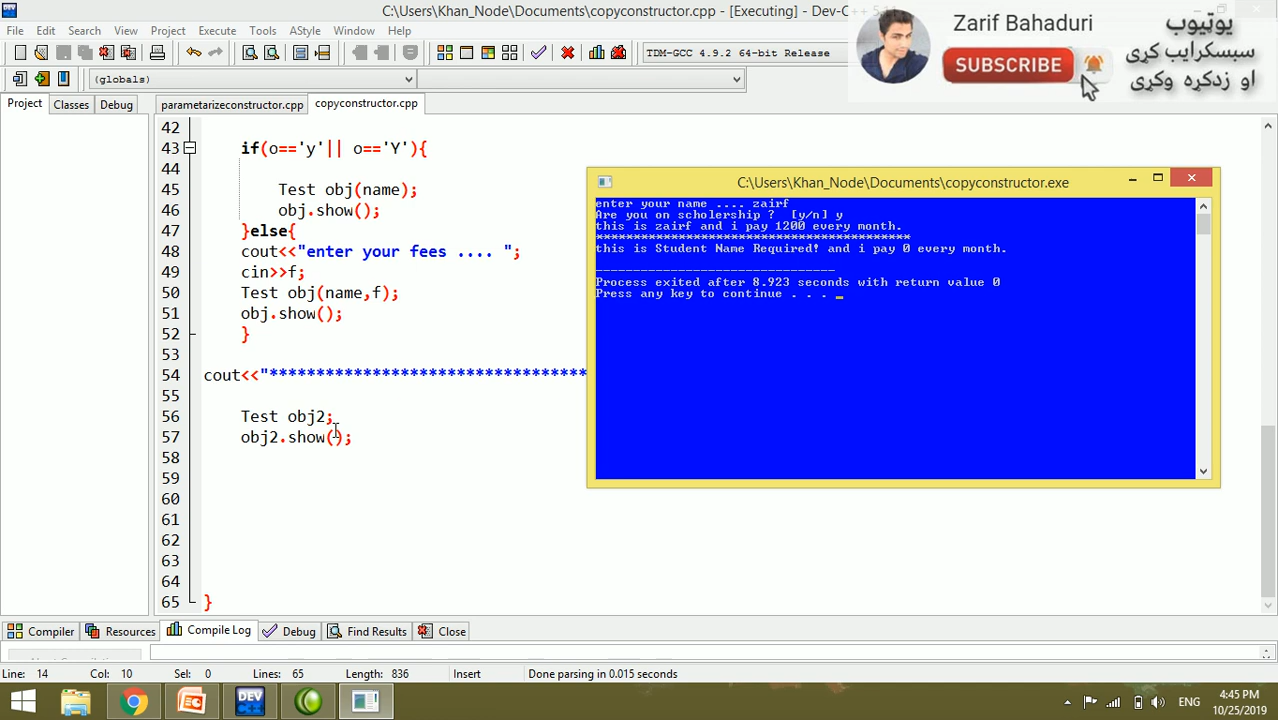 C:\Users\Khan_Node\Documents\copyconstructor.cpp - [Executing] - Dev-C++
File Edit Search View Project Execute Tools AStyle Window Help
TDM-GCC 4.9.2 64-bit Release
(globals)
Zarif Bahaduri
SUBSCRIBE
یوټیوب
سبسکرایب کړی
او زدکړه وکړی
Project Classes Debug
parametarizeconstructor.cpp copyconstructor.cpp
42
43 if(o=='y'|| o=='Y'){
44
45 Test obj(name);
46 obj.show();
47 }else{
48 cout<<"enter your fees .... ";
49 cin>>f;
50 Test obj(name,f);
51 obj.show();
52 }
53
54 cout<<"**********************************
55
56 Test obj2;
57 obj2.show();
58
59
60
61
62
63
64
65 }
C:\Users\Khan_Node\Documents\copyconstructor.exe
enter your name .... zairf
Are you on scholership ? [y/n] y
this is zairf and i pay 1200 every month.
******************************************
this is Student Name Required! and i pay 0 every month.
--------------------------------
Process exited after 8.923 seconds with return value 0
Press any key to continue . . .
Compiler Resources Compile Log Debug Find Results Close
Line: 14 Col: 10 Sel: 0 Lines: 65 Length: 836 Insert Done parsing in 0.015 seconds
DEV C++
ENG
4:45 PM
10/25/2019